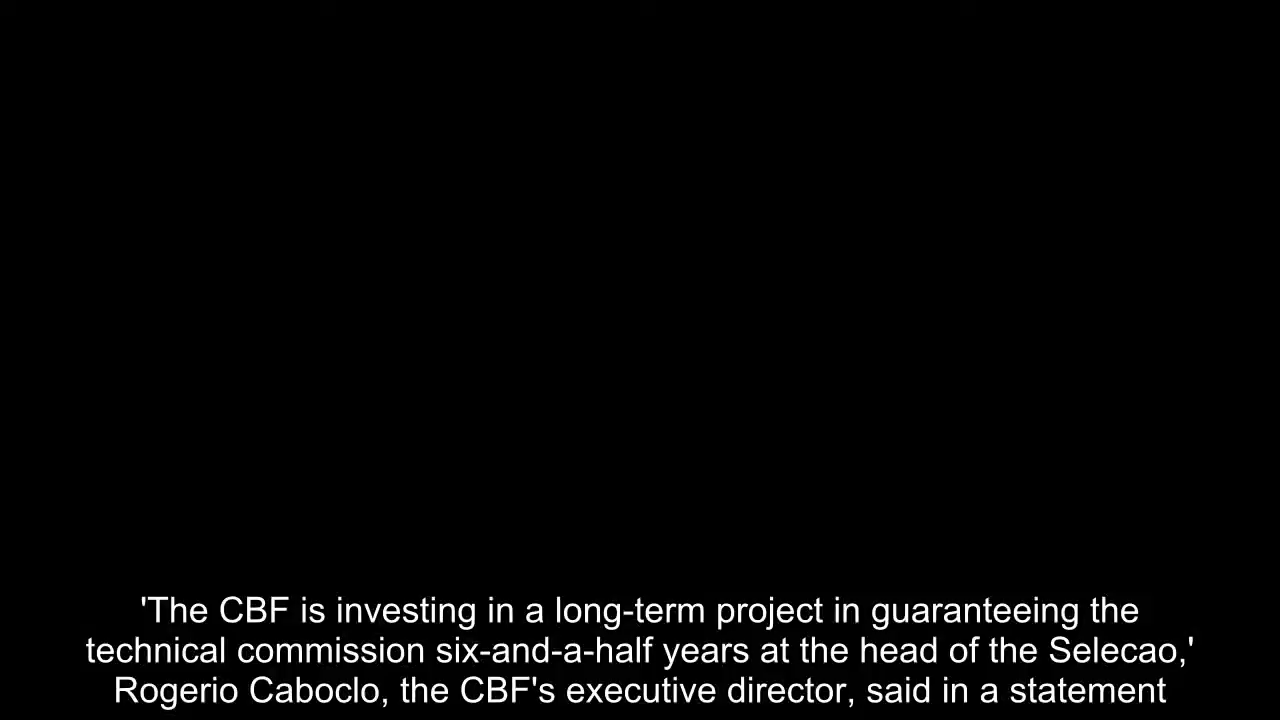 'The CBF is investing in a long-term project in guaranteeing the
technical commission six-and-a-half years at the head of the Selecao,'
Rogerio Caboclo, the CBF's executive director, said in a statement